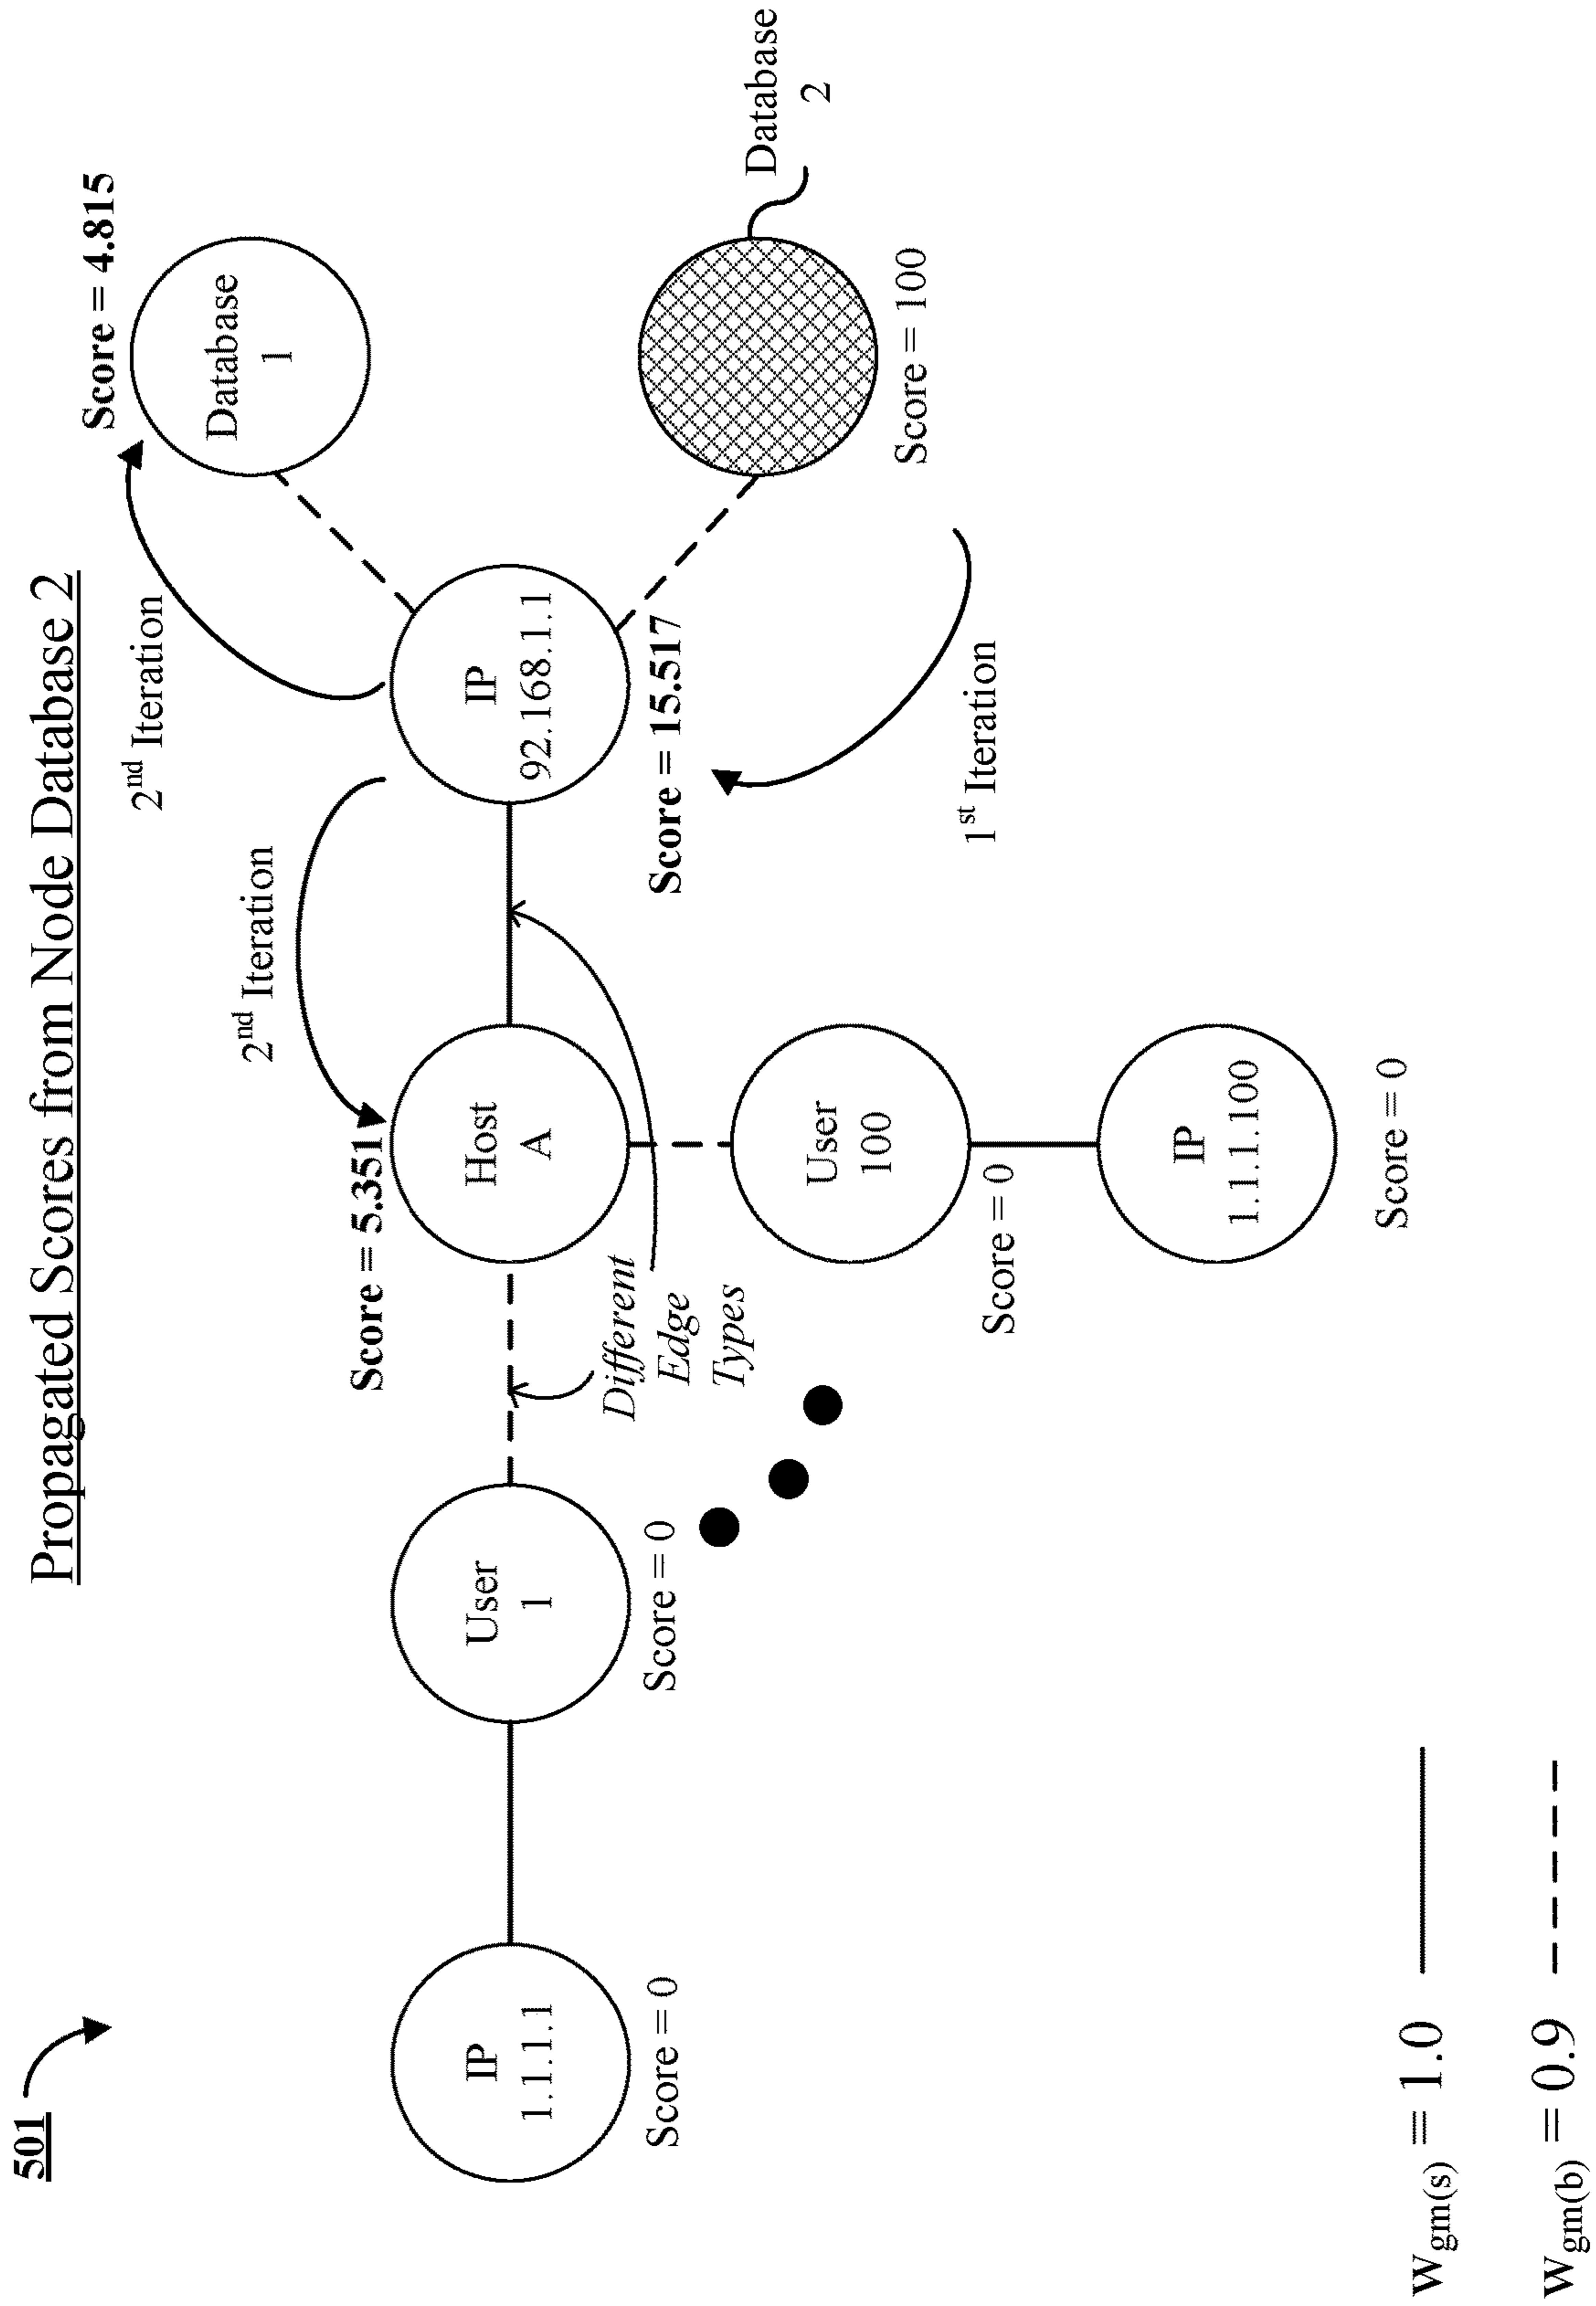 Propagated Scores from Node Database 2
501
2nd Iteration
Score = 4.815
2nd Iteration
Database
1
Score = 5.351
IP
1.1.1.1
User
1
Host
A
IP
92.168.1.1
Score = 0
Score = 0
Different
Edge
Types
Score = 15.517
Database
2
User
100
Score = 100
1st Iteration
Score = 0
IP
1.1.1.100
Score = 0
Wgm(s) = 1.0
Wgm(b) = 0.9